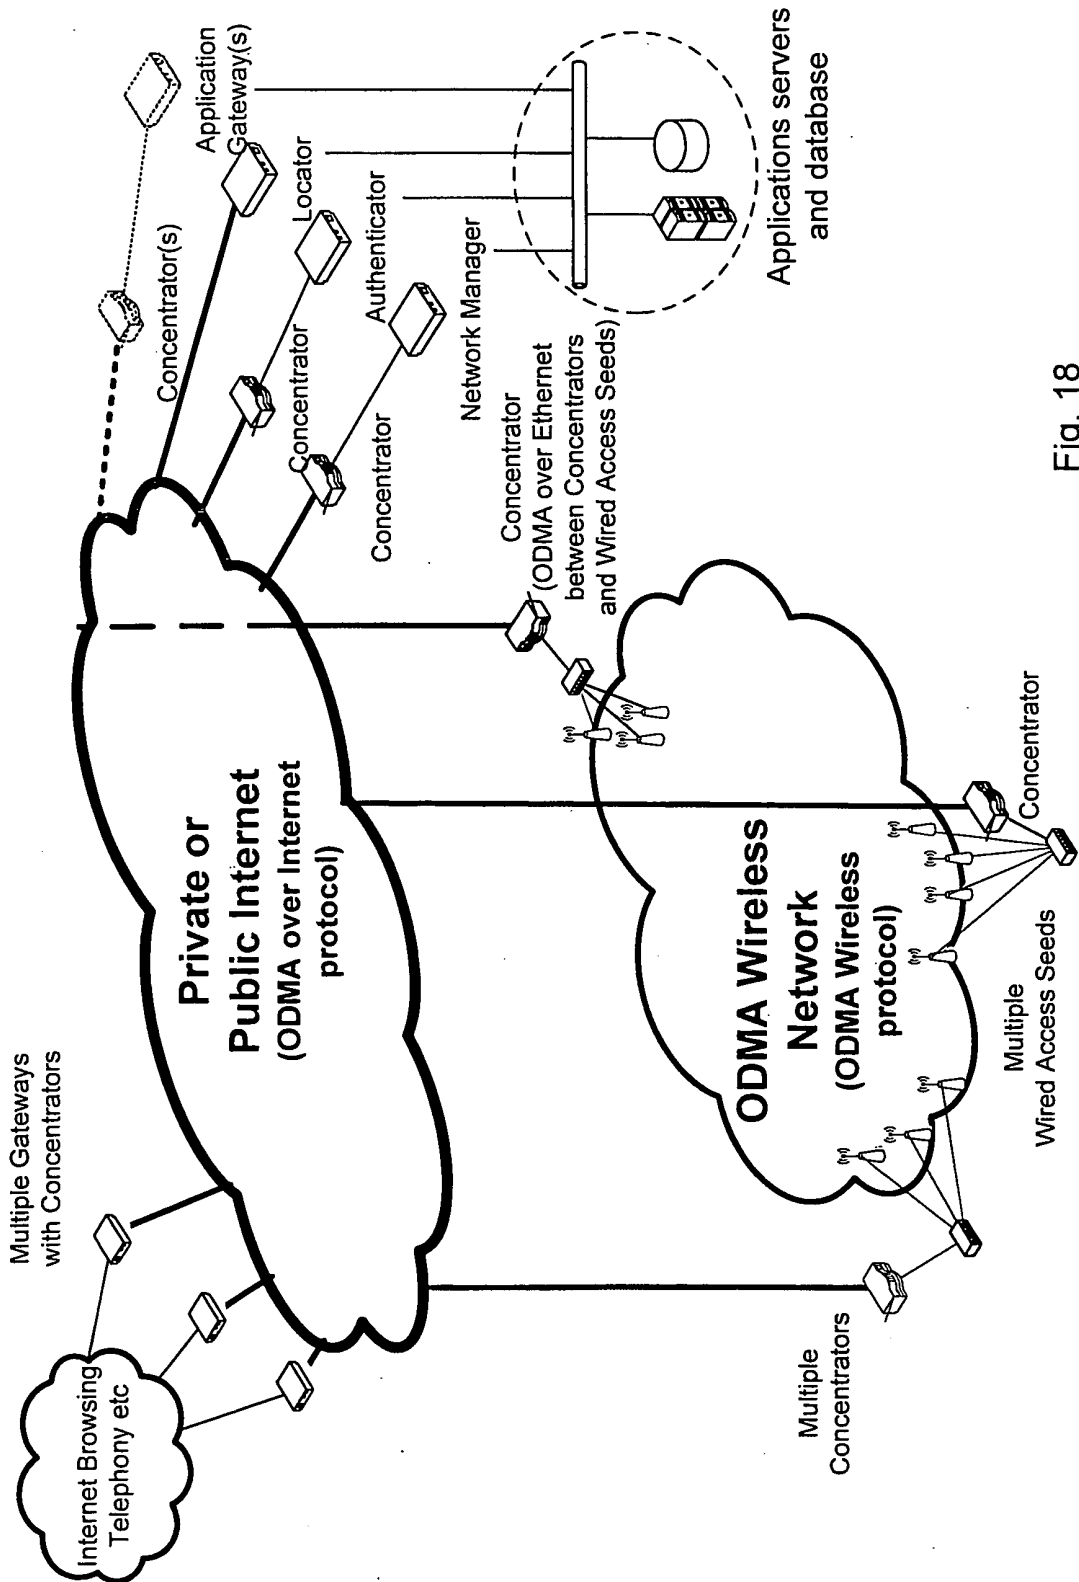 Multiple Gateways
with Concentrators
Internet Browsing
Telephony etc
Private or
Public Internet
(ODMA over Internet
protocol)
Concentrator(s)
Application
Gateway(s)
Concentrator
Locator
Concentrator
Authenticator
Network Manager
Applications servers
and database
Concentrator
(ODMA over Ethernet
between Concentrators
and Wired Access Seeds)
ODMA Wireless
Network
(ODMA Wireless
protocol)
Multiple
Concentrators
Multiple
Wired Access Seeds
Concentrator
Fig. 18